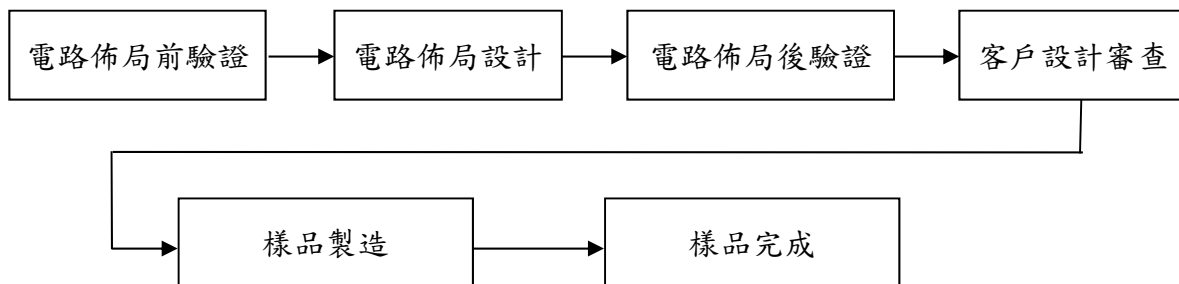 電路佈局前驗證
電路佈局設計
電路佈局後驗證
客戶設計審查
樣品製造
樣品完成